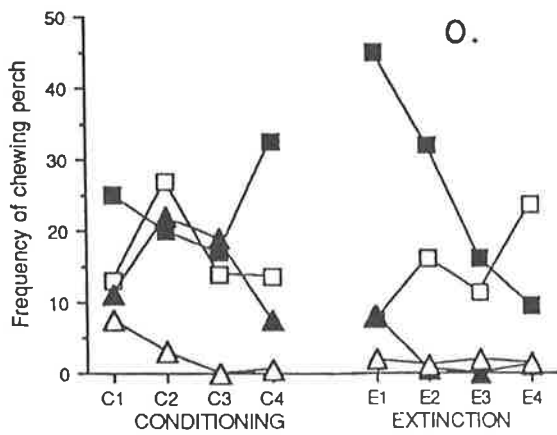 50
O.
40
30
20
10
0
Frequency of chewing perch
C1 C2 C3 C4 E1 E2 E3 E4
CONDITIONING EXTINCTION